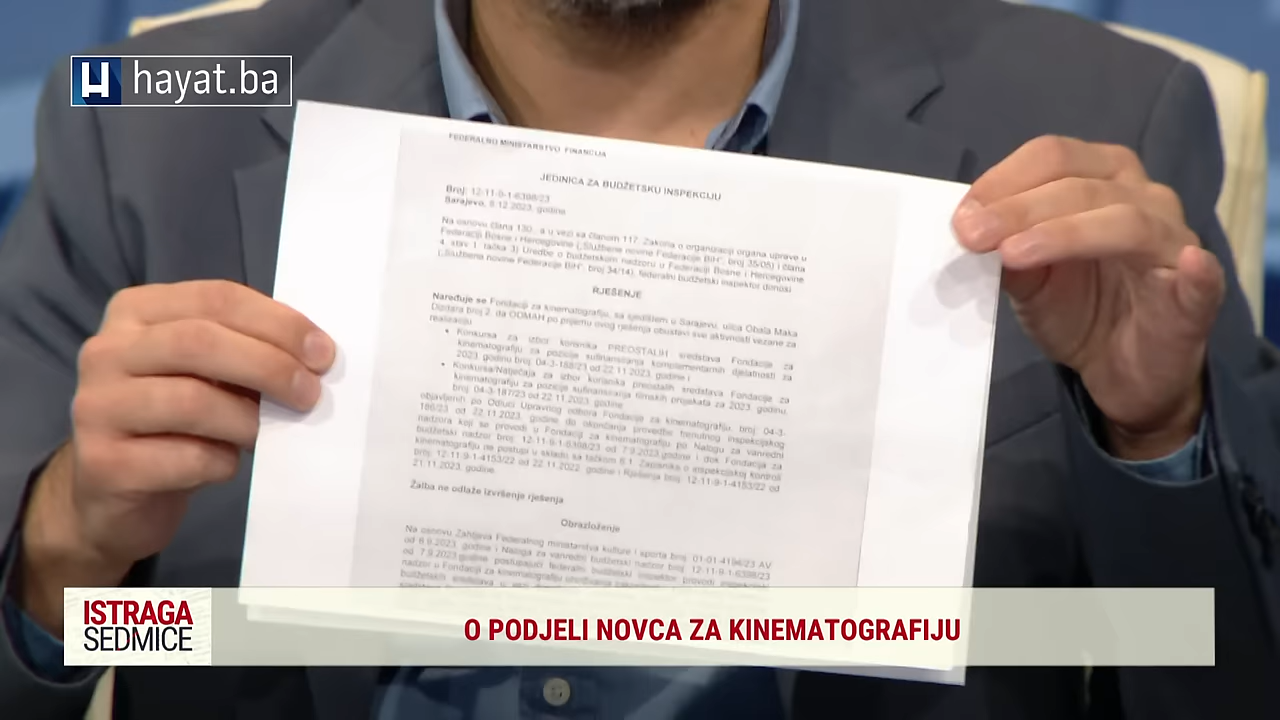 hayat.ba
FEDERALNO MINISTARSTVO FINANCIJA
JEDINICA ZA BUDŽETSKU INSPEKCIJU
Broj: 12-11-9-1-6398/23
Sarajevo, 8.12.2023. godine
Na osnovu člana 130., a u vezi sa članom 117. Zakona o organizaciji organa uprave u
Federaciji Bosne i Hercegovine („Službene novine Federacije BiH", broj 35/05) i člana
4. stav 1. tačka 3) Uredbe o budžetskom nadzoru u Federaciji Bosne i Hercegovine
(„Službene novine Federacije BiH", broj 34/14), federalni budžetski inspektor donosi
RJEŠENJE
Naređuje se Fondaciji za kinematografiju, sa sjedištem u Sarajevu, ulica Obala Maka
Dizdara broj 2. da ODMAH po prijemu ovog rješenja obustavi sve aktivnosti vezane za
realizaciju
• Konkursa za izbor korisnika PREOSTALIH sredstava Fondacije za
kinematografiju za pozicije sufinansiranja komplementarnih djelatnosti za
2023. godinu broj: 04-3-188/23 od 22.11.2023. godine i
• Konkursa/Natječaja za izbor korisnika preostalih sredstava Fondacije za
kinematografiju za pozicije sufinansiranja filmskih projekata za 2023. godinu,
broj: 04-3-187/23 od 22.11.2023. godine
objavljenih po Odluci Upravnog odbora Fondacije za kinematografiju, broj: 04-3-
186/23 od 22.11.2023. godine do okončanja provedbe trenutnog inspekcijskog
nadzora koji se provodi u Fondaciji za kinematografiju po Nalogu za vanredni
budžetski nadzor broj: 12-11-9-1-6398/23 od 7.9.2023.godine i dok Fondacija za
kinematografiju ne postupi u skladu sa tačkom 6.1. Zapisnika o inspekcijskoj kontroli
broj: 12-11-9-1-4153/22 od 22.11.2022. godine i Rješenja broj: 12-11-9-1-4153/22 od
21.11.2023. godine.
Žalba ne odlaže izvršenje rješenja
Obrazloženje
Na osnovu Zahtjeva Federalnog ministarstva kulture i sporta broj: 01-01-4196/23 AV
od 6.9.2023. godine i Naloga za vanredni budžetski nadzor broj: 12-11-9-1-6398/23
od 7.9.2023.godine postupajući federalni budžetski inspektor provodi inspekcijski
nadzor u Fondaciji za kinematografiju
budžetskih sredstava u
ISTRAGA
SEDMICE
O PODJELI NOVCA ZA KINEMATOGRAFIJU